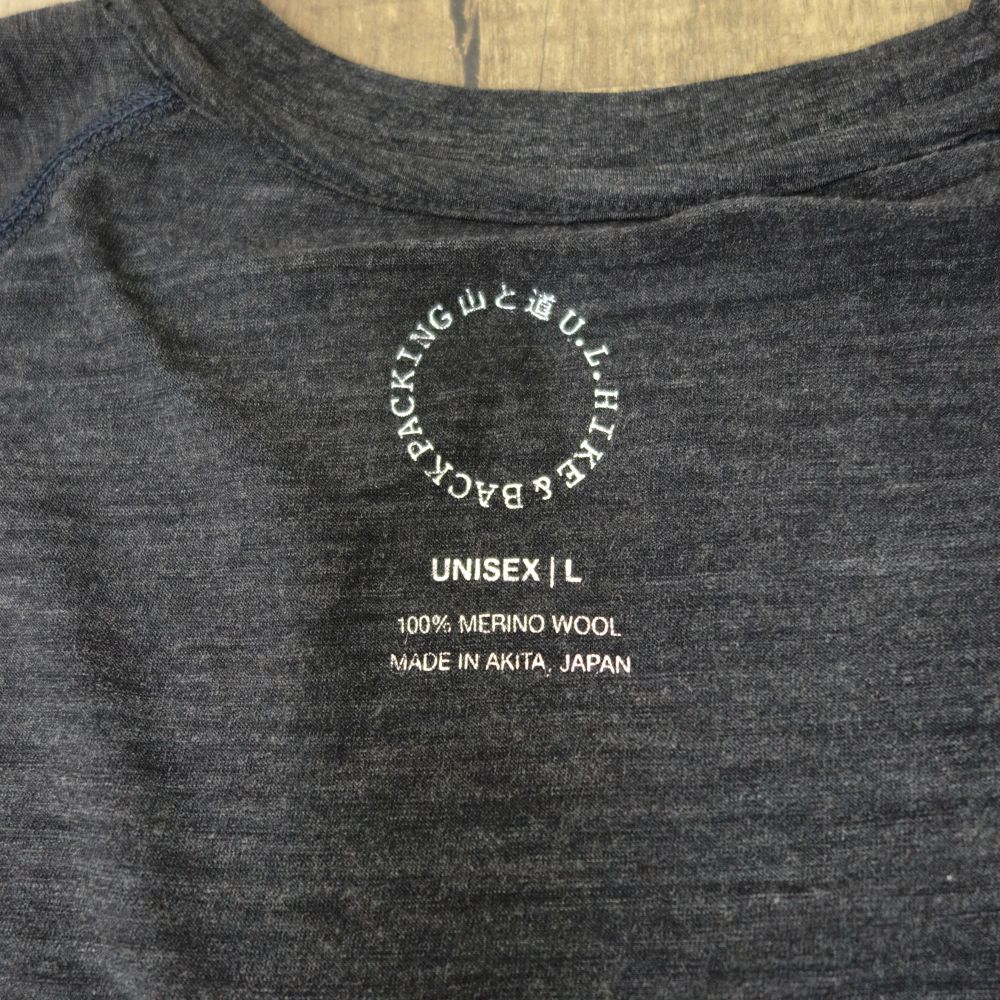 山と道 U.L. HIKE & BACKPACKING
UNISEX | L
100% MERINO WOOL
MADE IN AKITA, JAPAN